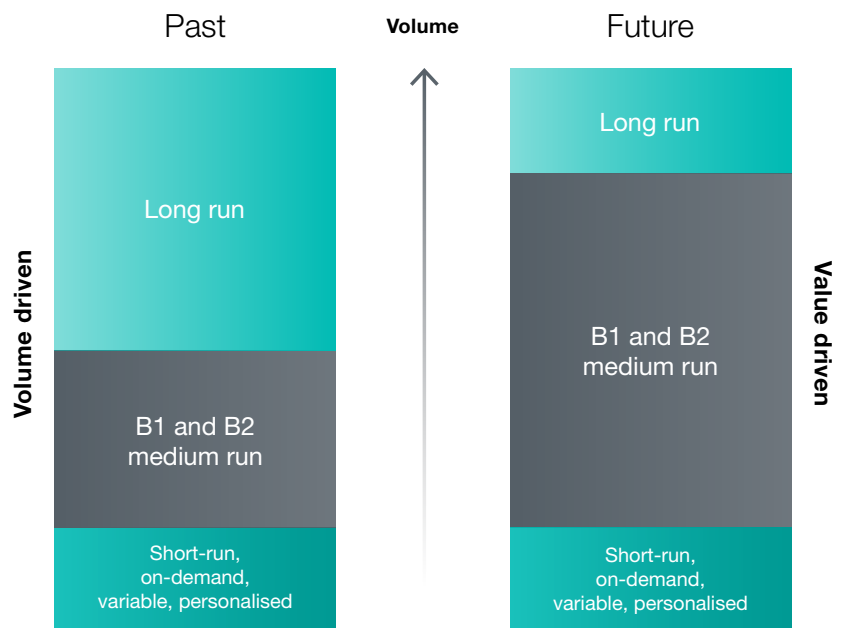 Past
Volume
Future
Volume driven
Long run
B1 and B2
medium run
Short-run,
on-demand,
variable, personalised
Long run
B1 and B2
medium run
Short-run,
on-demand,
variable, personalised
Value driven